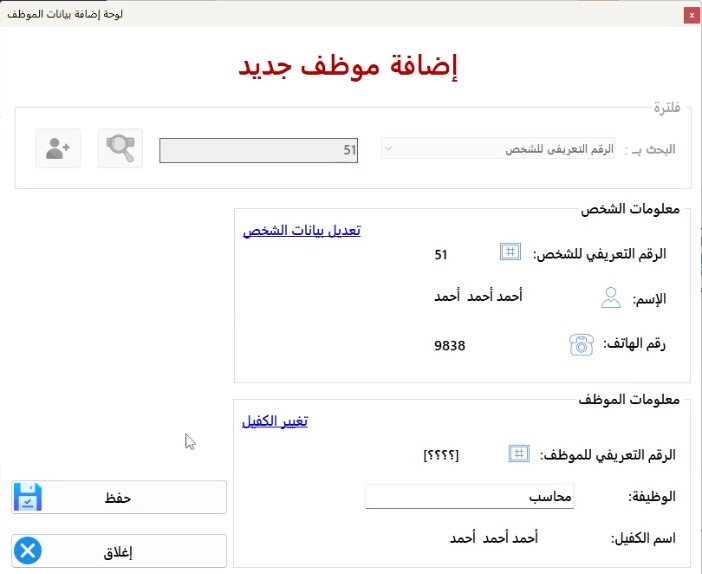 لوحة إضافة بيانات الموظف
x
إضافة موظف جديد
فلترة
البحث بـ : الرقم التعريفي للشخص 51
معلومات الشخص
تعديل بيانات الشخص
الرقم التعريفي للشخص: 51
الإسم: أحمد أحمد أحمد
رقم الهاتف: 9838
معلومات الموظف
تغيير الكفيل
الرقم التعريفي للموظف: [؟؟؟؟]
الوظيفة: محاسب
اسم الكفيل: أحمد أحمد أحمد
حفظ
إغلاق